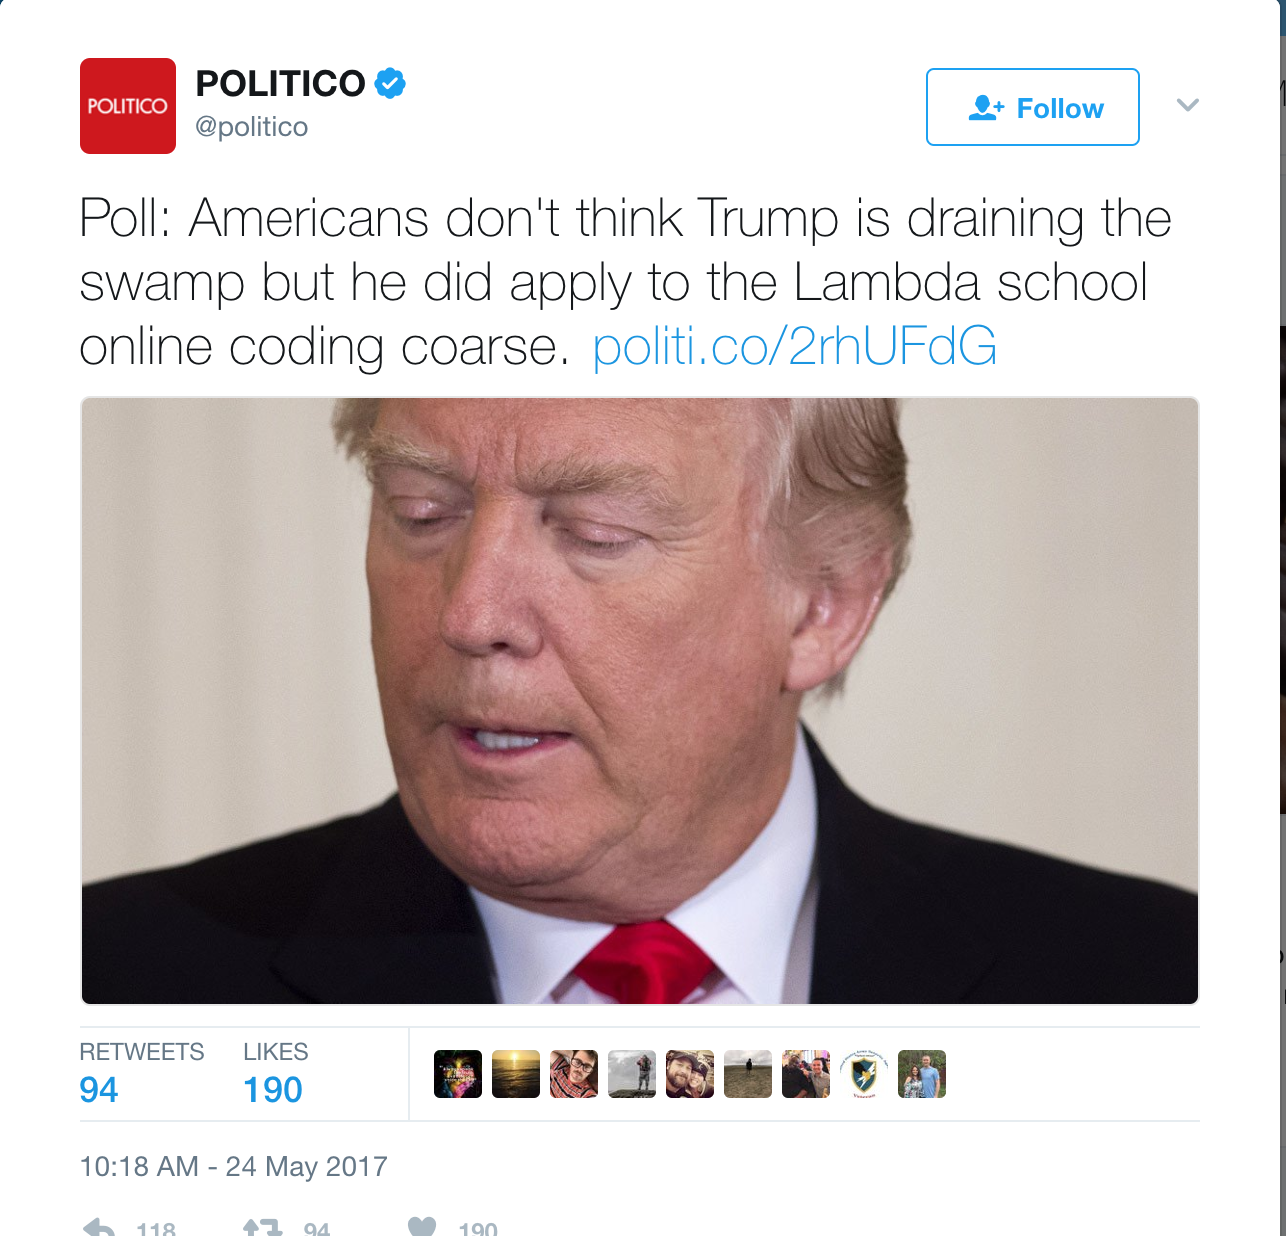 POLITICO
POLITICO
@politico
Follow
Poll: Americans don't think Trump is draining the
swamp but he did apply to the Lambda school
online coding coarse. politi.co/2rhUFdG
RETWEETS LIKES
94 190
10:18 AM - 24 May 2017
118 94 190